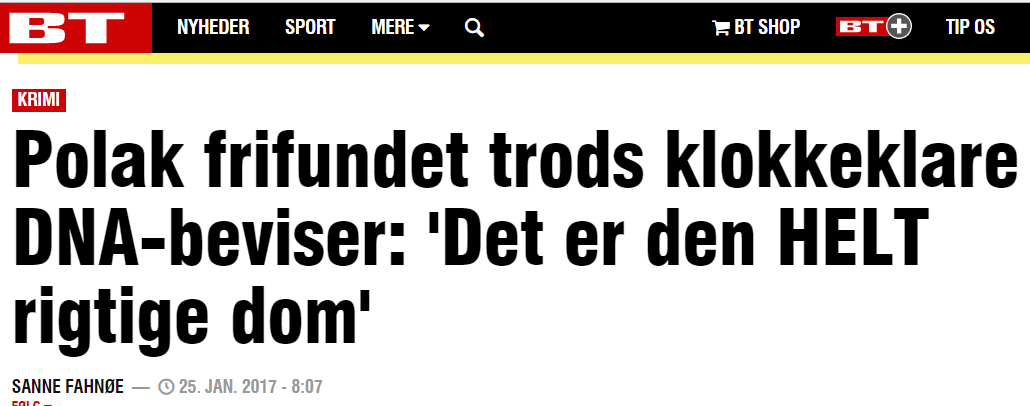 BT NYHEDER SPORT MERE BT SHOP BT+ TIP OS
KRIMI
Polak frifundet trods klokkeklare
DNA-beviser: 'Det er den HELT
rigtige dom'
SANNE FAHNØE — 25. JAN. 2017 - 8:07
FØLG